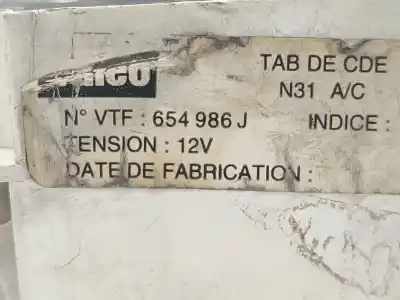 TAB DE CDE
N31 A/C
N° VTF : 654 986 J INDICE :
TENSION : 12V
DATE DE FABRICATION :